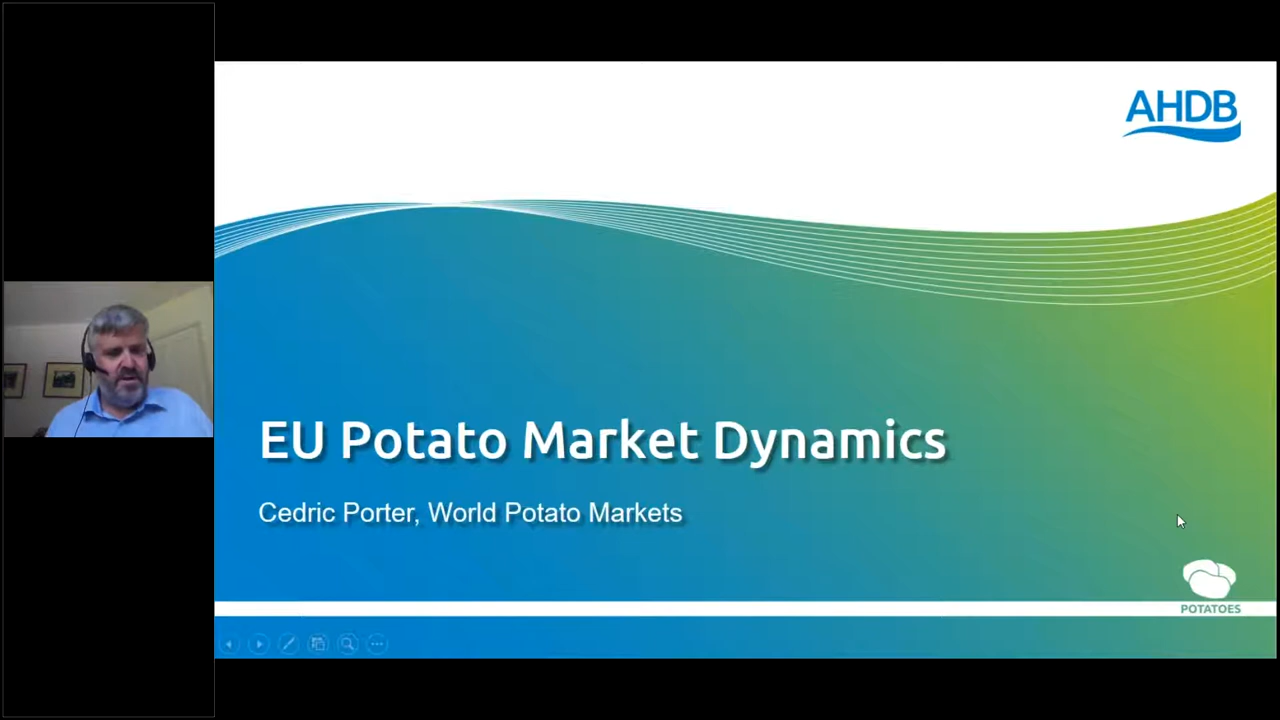 AHDB
EU Potato Market Dynamics
Cedric Porter, World Potato Markets
POTATOES